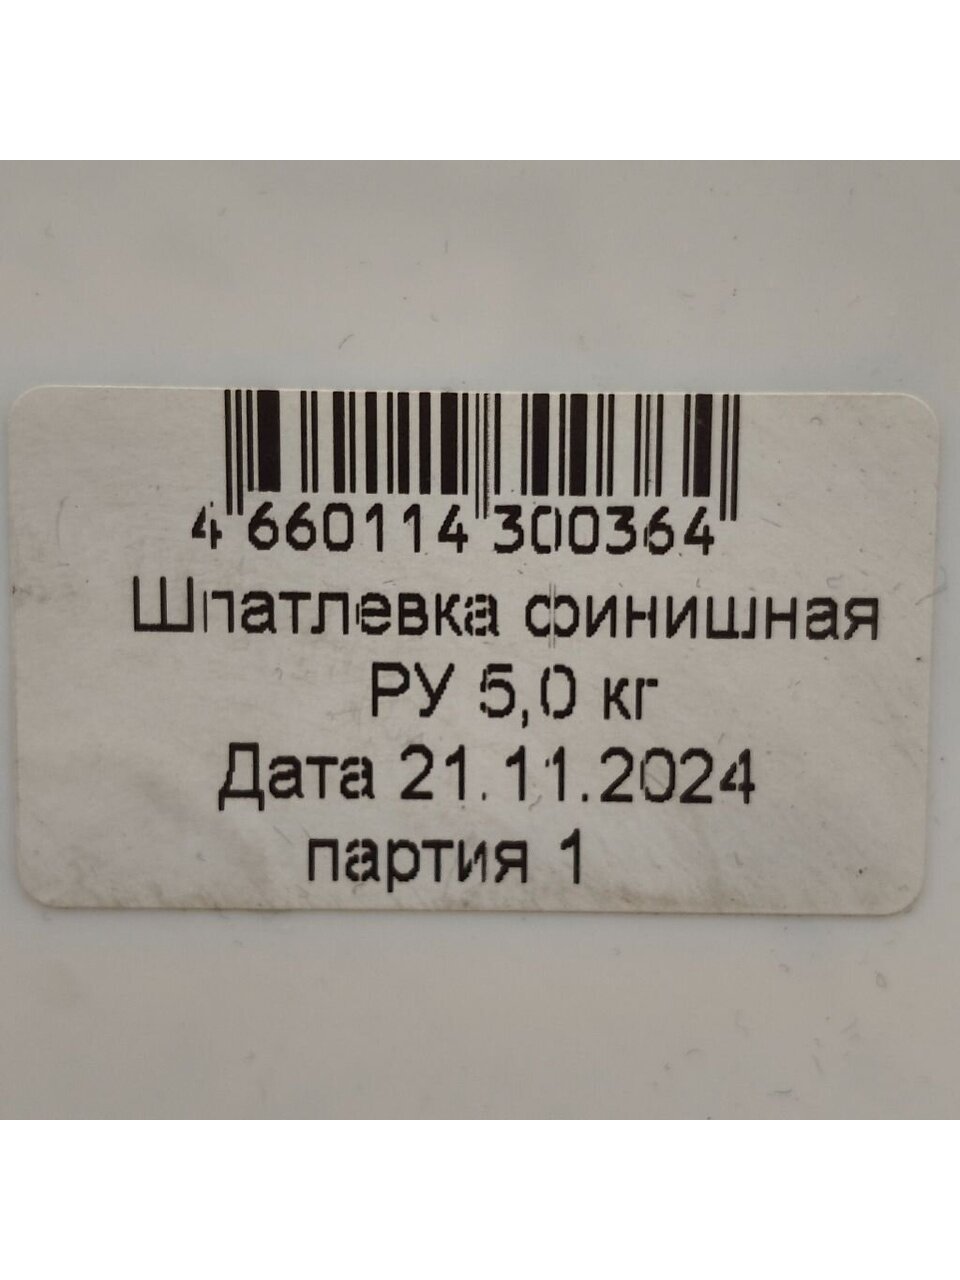 4 660114 300364
Шпатлевка финишная
РУ 5,0 кг
Дата 21.11.2024
партия 1